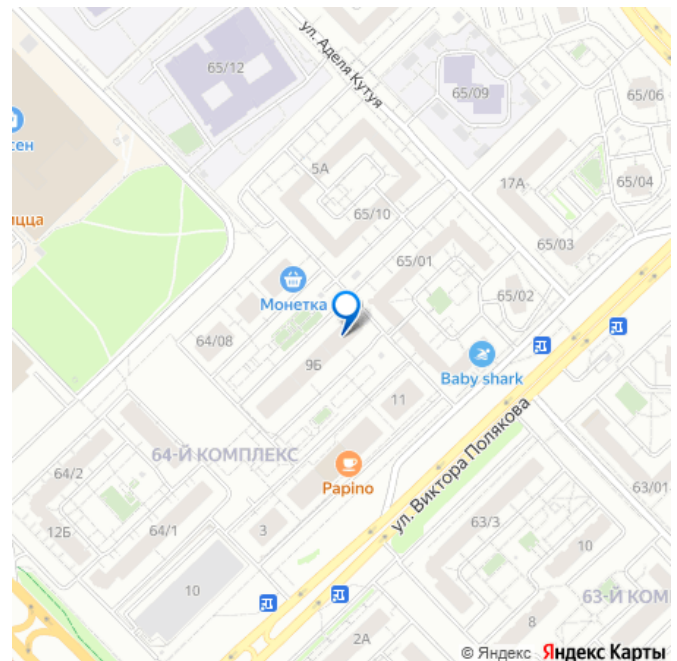 ул. Аделя Кутуя
65/12
65/09
65/06
сен
5А
17А
65/04
ицца
65/10
65/03
65/01
Монетка
65/02
64/08
9Б
Baby shark
11
64-Й КОМПЛЕКС
ул. Виктора Полякова
64/2
Papino
63/01
12Б
64/1
3
63/3
10
10
63-Й КОМ
8
2А
© Яндекс Яндекс Карты